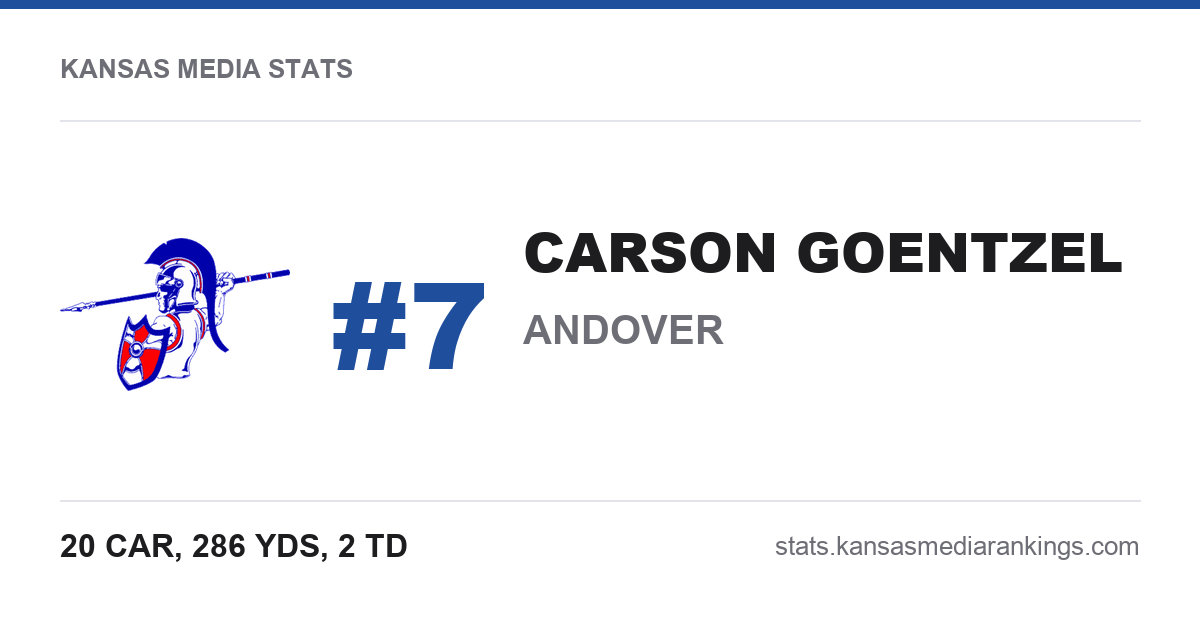 KANSAS MEDIA STATS
#7
CARSON GOENTZEL
ANDOVER
20 CAR, 286 YDS, 2 TD
stats.kansasmediarankings.com